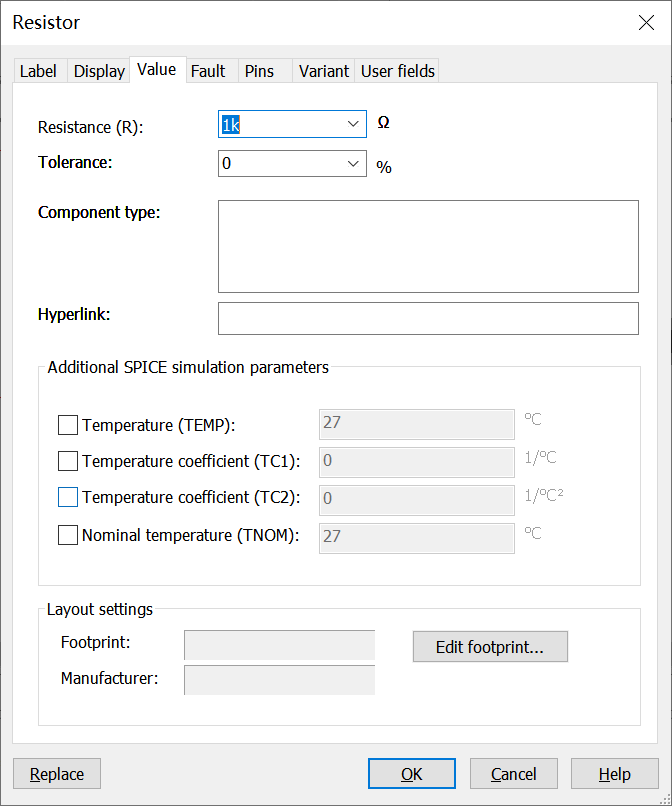 Resistor
Label Display Value Fault Pins Variant User fields
Resistance (R): 1k Ω
Tolerance: 0 %
Component type:
Hyperlink:
Additional SPICE simulation parameters
Temperature (TEMP): 27 °C
Temperature coefficient (TC1): 0 1/°C
Temperature coefficient (TC2): 0 1/°C²
Nominal temperature (TNOM): 27 °C
Layout settings
Footprint: Edit footprint...
Manufacturer:
Replace OK Cancel Help